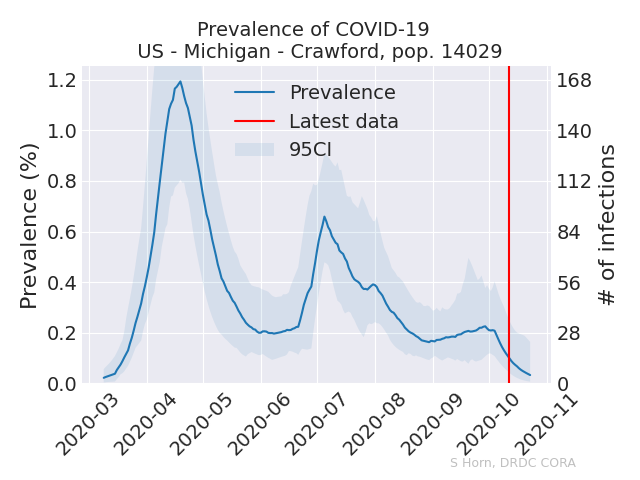 Prevalence of COVID-19
US - Michigan - Crawford, pop. 14029
Prevalence (%)
1.2
1.0
0.8
0.6
0.4
0.2
0.0
Prevalence
Latest data
95CI
168
140
112
84
56
28
0
# of infections
2020-03
2020-04
2020-05
2020-06
2020-07
2020-08
2020-09
2020-10
2020-11
S Horn, DRDC CORA